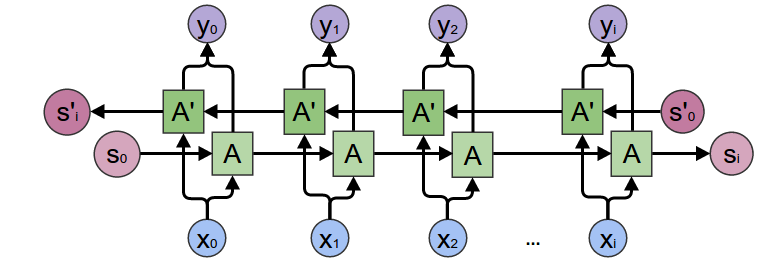 y₀ y₁ y₂ yᵢ
s'ᵢ A' A' A' A' s'₀
s₀ A A A A sᵢ
x₀ x₁ x₂ ... xᵢ